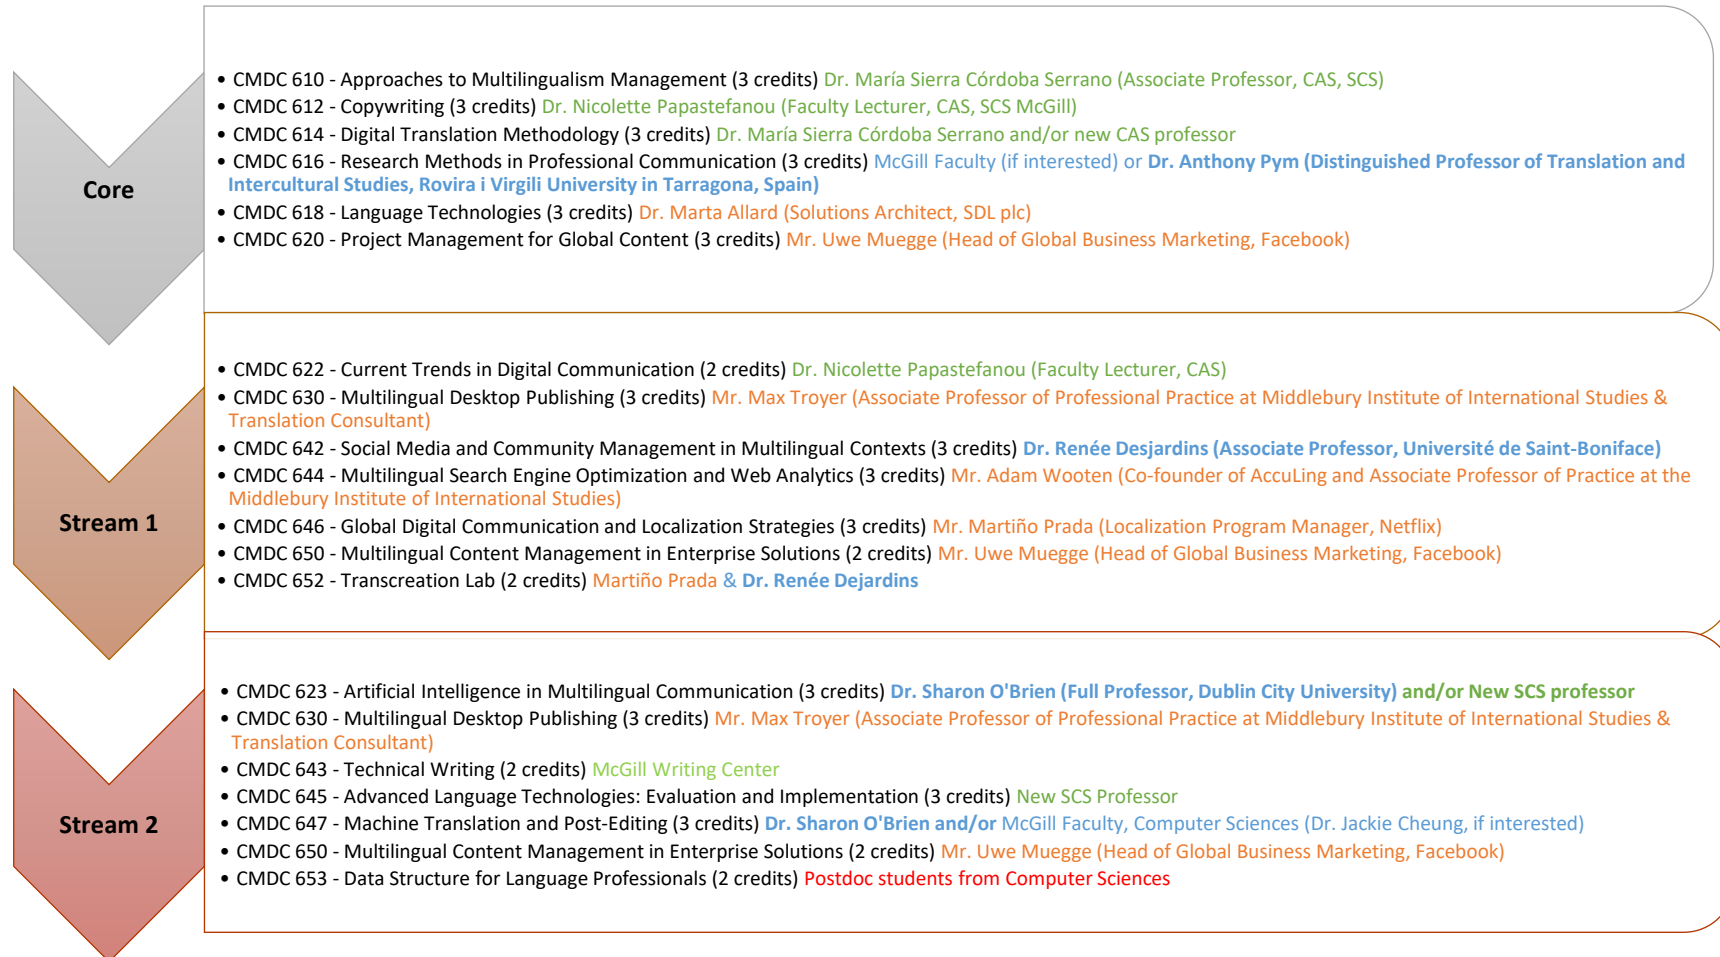 Core
• CMDC 610 - Approaches to Multilingualism Management (3 credits) Dr. María Sierra Córdoba Serrano (Associate Professor, CAS, SCS)
• CMDC 612 - Copywriting (3 credits) Dr. Nicolette Papastefanou (Faculty Lecturer, CAS, SCS McGill)
• CMDC 614 - Digital Translation Methodology (3 credits) Dr. María Sierra Córdoba Serrano and/or new CAS professor
• CMDC 616 - Research Methods in Professional Communication (3 credits) McGill Faculty (if interested) or Dr. Anthony Pym (Distinguished Professor of Translation and
Intercultural Studies, Rovira i Virgili University in Tarragona, Spain)
• CMDC 618 - Language Technologies (3 credits) Dr. Marta Allard (Solutions Architect, SDL plc)
• CMDC 620 - Project Management for Global Content (3 credits) Mr. Uwe Muegge (Head of Global Business Marketing, Facebook)
Stream 1
• CMDC 622 - Current Trends in Digital Communication (2 credits) Dr. Nicolette Papastefanou (Faculty Lecturer, CAS)
• CMDC 630 - Multilingual Desktop Publishing (3 credits) Mr. Max Troyer (Associate Professor of Professional Practice at Middlebury Institute of International Studies &
Translation Consultant)
• CMDC 642 - Social Media and Community Management in Multilingual Contexts (3 credits) Dr. Renée Desjardins (Associate Professor, Université de Saint-Boniface)
• CMDC 644 - Multilingual Search Engine Optimization and Web Analytics (3 credits) Mr. Adam Wooten (Co-founder of AccuLing and Associate Professor of Practice at the
Middlebury Institute of International Studies)
• CMDC 646 - Global Digital Communication and Localization Strategies (3 credits) Mr. Martiño Prada (Localization Program Manager, Netflix)
• CMDC 650 - Multilingual Content Management in Enterprise Solutions (2 credits) Mr. Uwe Muegge (Head of Global Business Marketing, Facebook)
• CMDC 652 - Transcreation Lab (2 credits) Martiño Prada & Dr. Renée Dejardins
Stream 2
• CMDC 623 - Artificial Intelligence in Multilingual Communication (3 credits) Dr. Sharon O'Brien (Full Professor, Dublin City University) and/or New SCS professor
• CMDC 630 - Multilingual Desktop Publishing (3 credits) Mr. Max Troyer (Associate Professor of Professional Practice at Middlebury Institute of International Studies &
Translation Consultant)
• CMDC 643 - Technical Writing (2 credits) McGill Writing Center
• CMDC 645 - Advanced Language Technologies: Evaluation and Implementation (3 credits) New SCS Professor
• CMDC 647 - Machine Translation and Post-Editing (3 credits) Dr. Sharon O'Brien and/or McGill Faculty, Computer Sciences (Dr. Jackie Cheung, if interested)
• CMDC 650 - Multilingual Content Management in Enterprise Solutions (2 credits) Mr. Uwe Muegge (Head of Global Business Marketing, Facebook)
• CMDC 653 - Data Structure for Language Professionals (2 credits) Postdoc students from Computer Sciences